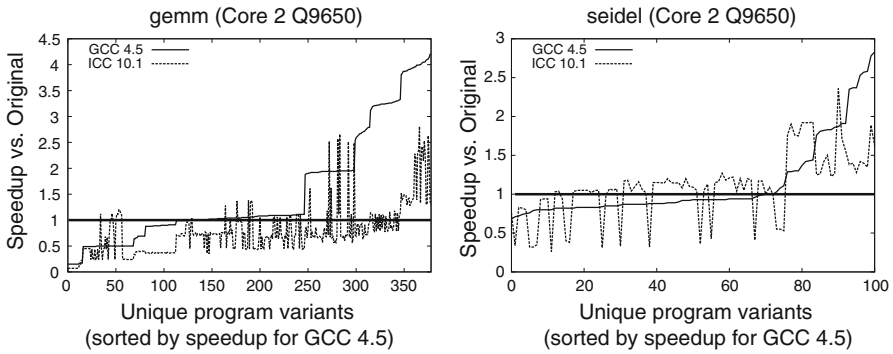 gemm (Core 2 Q9650)
4.5
4
3.5
3
2.5
2
1.5
1
0.5
0
Speedup vs. Original
GCC 4.5
ICC 10.1
0 50 100 150 200 250 300 350
Unique program variants
(sorted by speedup for GCC 4.5)
seidel (Core 2 Q9650)
3
2.5
2
1.5
1
0.5
0
Speedup vs. Original
GCC 4.5
ICC 10.1
0 20 40 60 80 100
Unique program variants
(sorted by speedup for GCC 4.5)